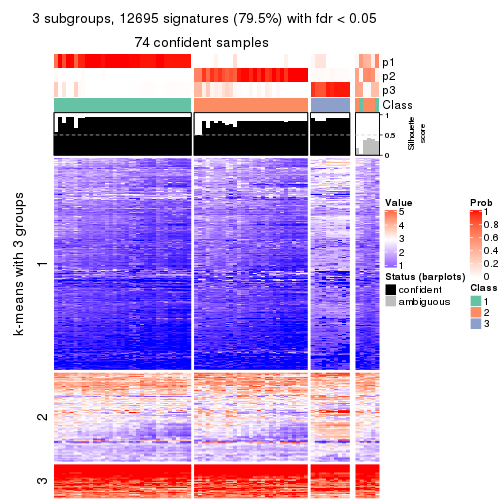 3 subgroups, 12695 signatures (79.5%) with fdr < 0.05
74 confident samples
p1
p2
p3
Class
1
0.5
0
Silhouette
score
k-means with 3 groups
1
2
3
Value
5
4
3
2
1
Status (barplots)
confident
ambiguous
Prob
1
0.8
0.6
0.4
0.2
0
Class
1
2
3